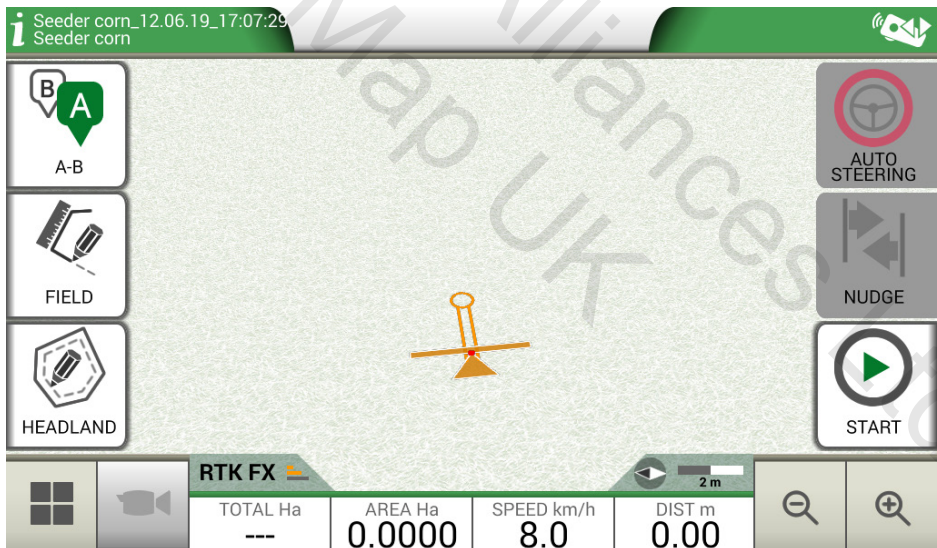 Seeder corn_12.06.19_17:07:29
Seeder corn
B
A
A-B
AUTO
STEERING
FIELD
NUDGE
HEADLAND
START
RTK FX
2 m
TOTAL Ha
AREA Ha
SPEED km/h
DIST m
---
0.0000
8.0
0.00
Alliances Ltd
Map UK